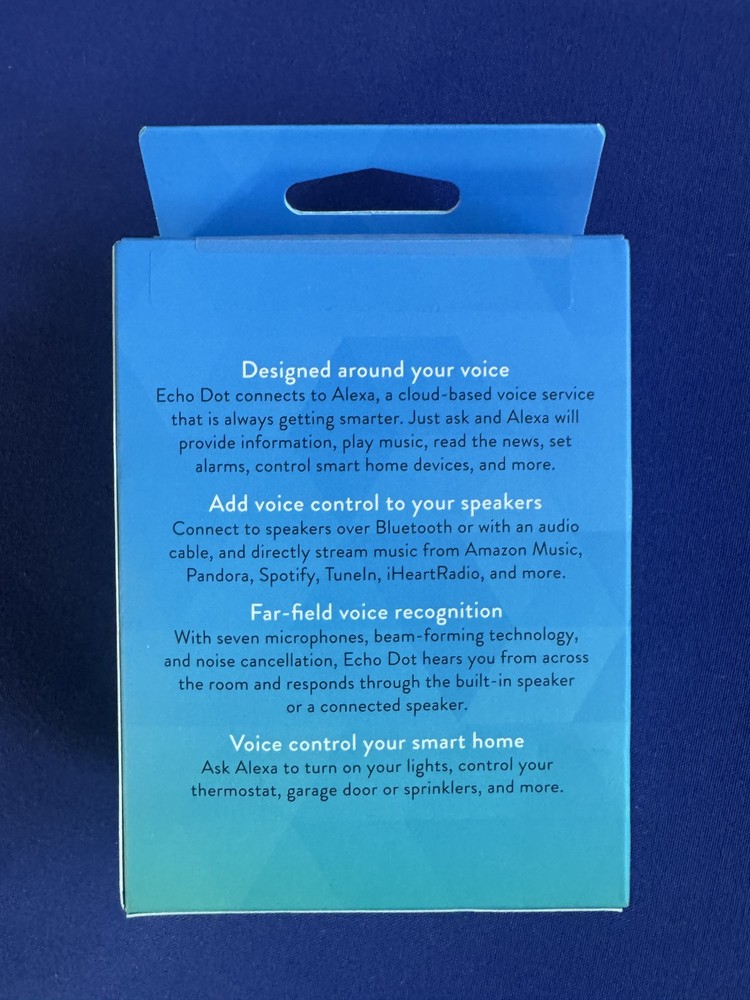 Designed around your voice
Echo Dot connects to Alexa, a cloud-based voice service
that is always getting smarter. Just ask and Alexa will
provide information, play music, read the news, set
alarms, control smart home devices, and more.
Add voice control to your speakers
Connect to speakers over Bluetooth or with an audio
cable, and directly stream music from Amazon Music,
Pandora, Spotify, TuneIn, iHeartRadio, and more.
Far-field voice recognition
With seven microphones, beam-forming technology,
and noise cancellation, Echo Dot hears you from across
the room and responds through the built-in speaker
or a connected speaker.
Voice control your smart home
Ask Alexa to turn on your lights, control your
thermostat, garage door or sprinklers, and more.